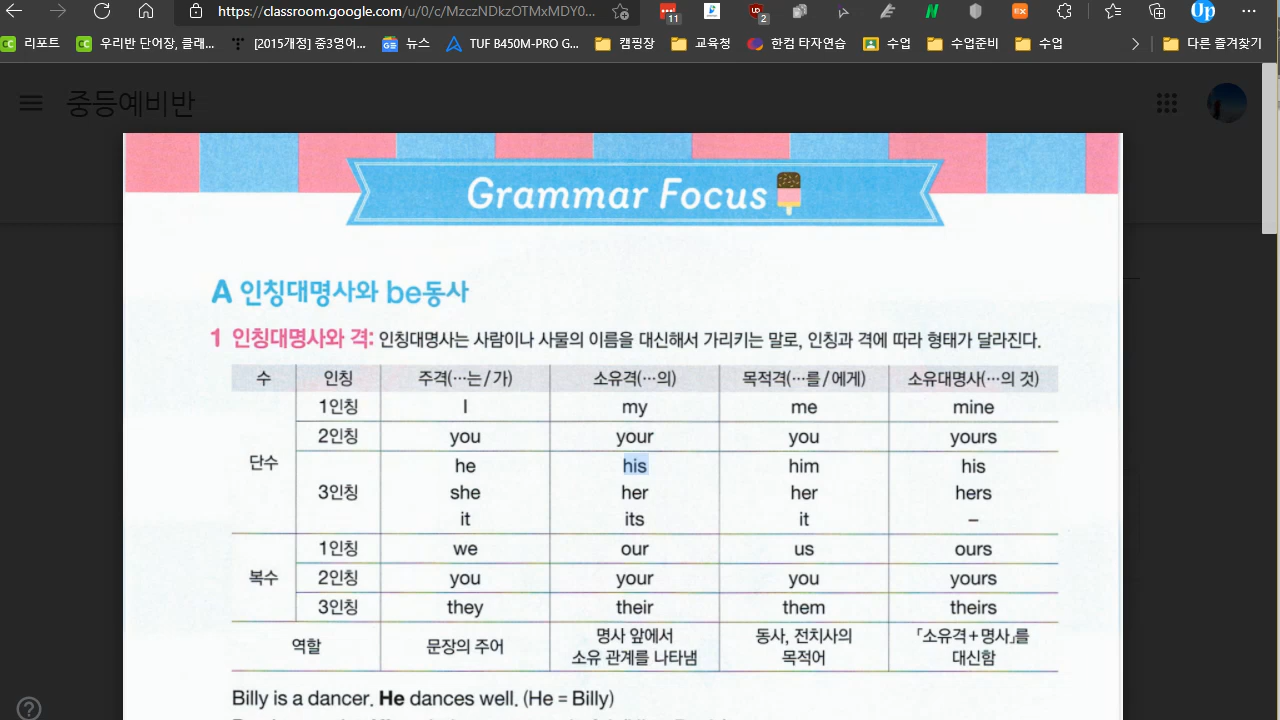 https://classroom.google.com/u/0/c/MzczNDkzOTMxMDY0...
11
2
리포트
우리반 단어장, 클래...
[2015개정] 중3영어...
뉴스
TUF B450M-PRO G...
캠핑장
교육청
한컴 타자연습
수업
수업준비
수업
다른 즐겨찾기
중등예비반
Grammar Focus
A 인칭대명사와 be동사
1 인칭대명사와 격: 인칭대명사는 사람이나 사물의 이름을 대신해서 가리키는 말로, 인칭과 격에 따라 형태가 달라진다.
수 인칭 주격(…는/가) 소유격(…의) 목적격(…를/에게) 소유대명사(…의 것)
단수 1인칭 I my me mine
2인칭 you your you yours
3인칭 he his him his
she her her hers
it its it –
복수 1인칭 we our us ours
2인칭 you your you yours
3인칭 they their them theirs
역할 문장의 주어 명사 앞에서 소유 관계를 나타냄 동사, 전치사의 목적어 「소유격+명사」를 대신함
Billy is a dancer. He dances well. (He = Billy)